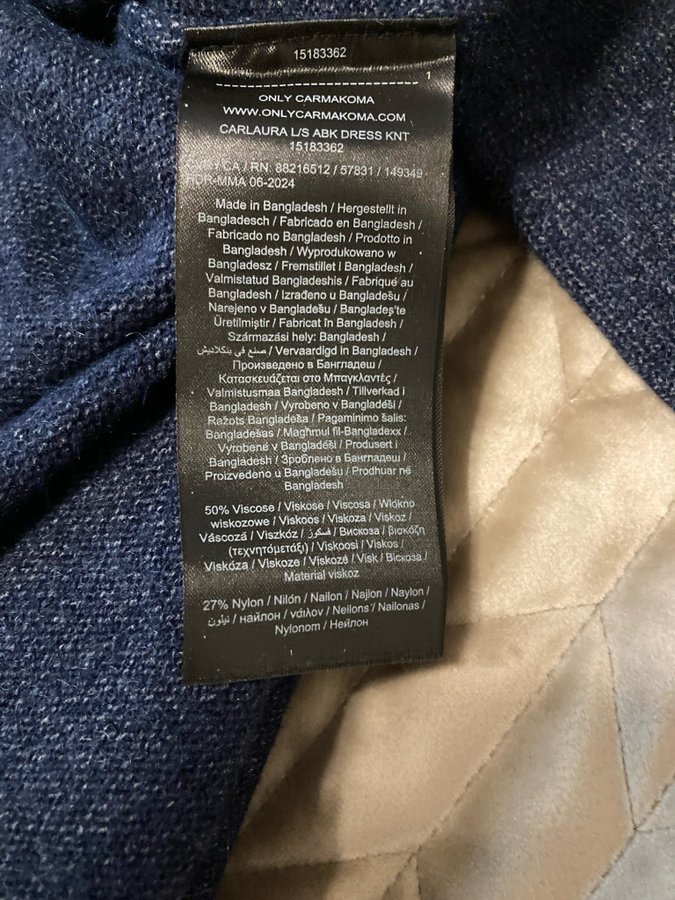 15183362
1
ONLY CARMAKOMA
WWW.ONLYCARMAKOMA.COM
CARLAURA L/S ABK DRESS KNT
15183362
/ CA / RN: 88216512 / 57831 / 149349
-MMA 06-2024
Made in Bangladesh / Hergestellt in
Bangladesch / Fabricado en Bangladesh /
Fabricado no Bangladesh / Prodotto in
Bangladesh / Wyprodukowano w
Bangladesz / Fremstillet i Bangladesh /
Valmistatud Bangladeshis / Fabriqué au
Bangladesh / Izrađeno u Bangladešu /
Narejeno v Bangladešu / Bangladeş'te
Üretilmiştir / Fabricat în Bangladesh /
Származási hely: Bangladesh /
صنع في بنكلاديش / Vervaardigd in Bangladesh /
Произведено в Бангладеш /
Κατασκευάζεται στο Μπαγκλαντές /
Valmistusmaa Bangladesh / Tillverkad i
Bangladesh / Vyrobeno v Bangladéši /
Ražots Bangladeša / Pagaminimo šalis:
Bangladešas / Magħmul fil-Bangladexx /
Vyrobené v Bangladéši / Produsert i
Bangladesh / Зроблено в Бангладеш /
Proizvedeno u Bangladešu / Prodhuar në
Bangladesh
50% Viscose / Viskose / Viscosa / Włókno
wiskozowe / Viskoos / Viskoza / Viskoz /
Vâscoză / Viszkóz / فسكوز / Вискоза / βισκόζη
(τεχνητόμετάξι) / Viskoosi / Viskos /
Viskóza / Viskoze / Viskozė / Visk / Віскоза /
Material viskoz
27% Nylon / Nilón / Nailon / Najlon / Naylon /
نيلون / найлон / νάιλον / Neilons / Nailonas /
Nylonom / Нейлон
1